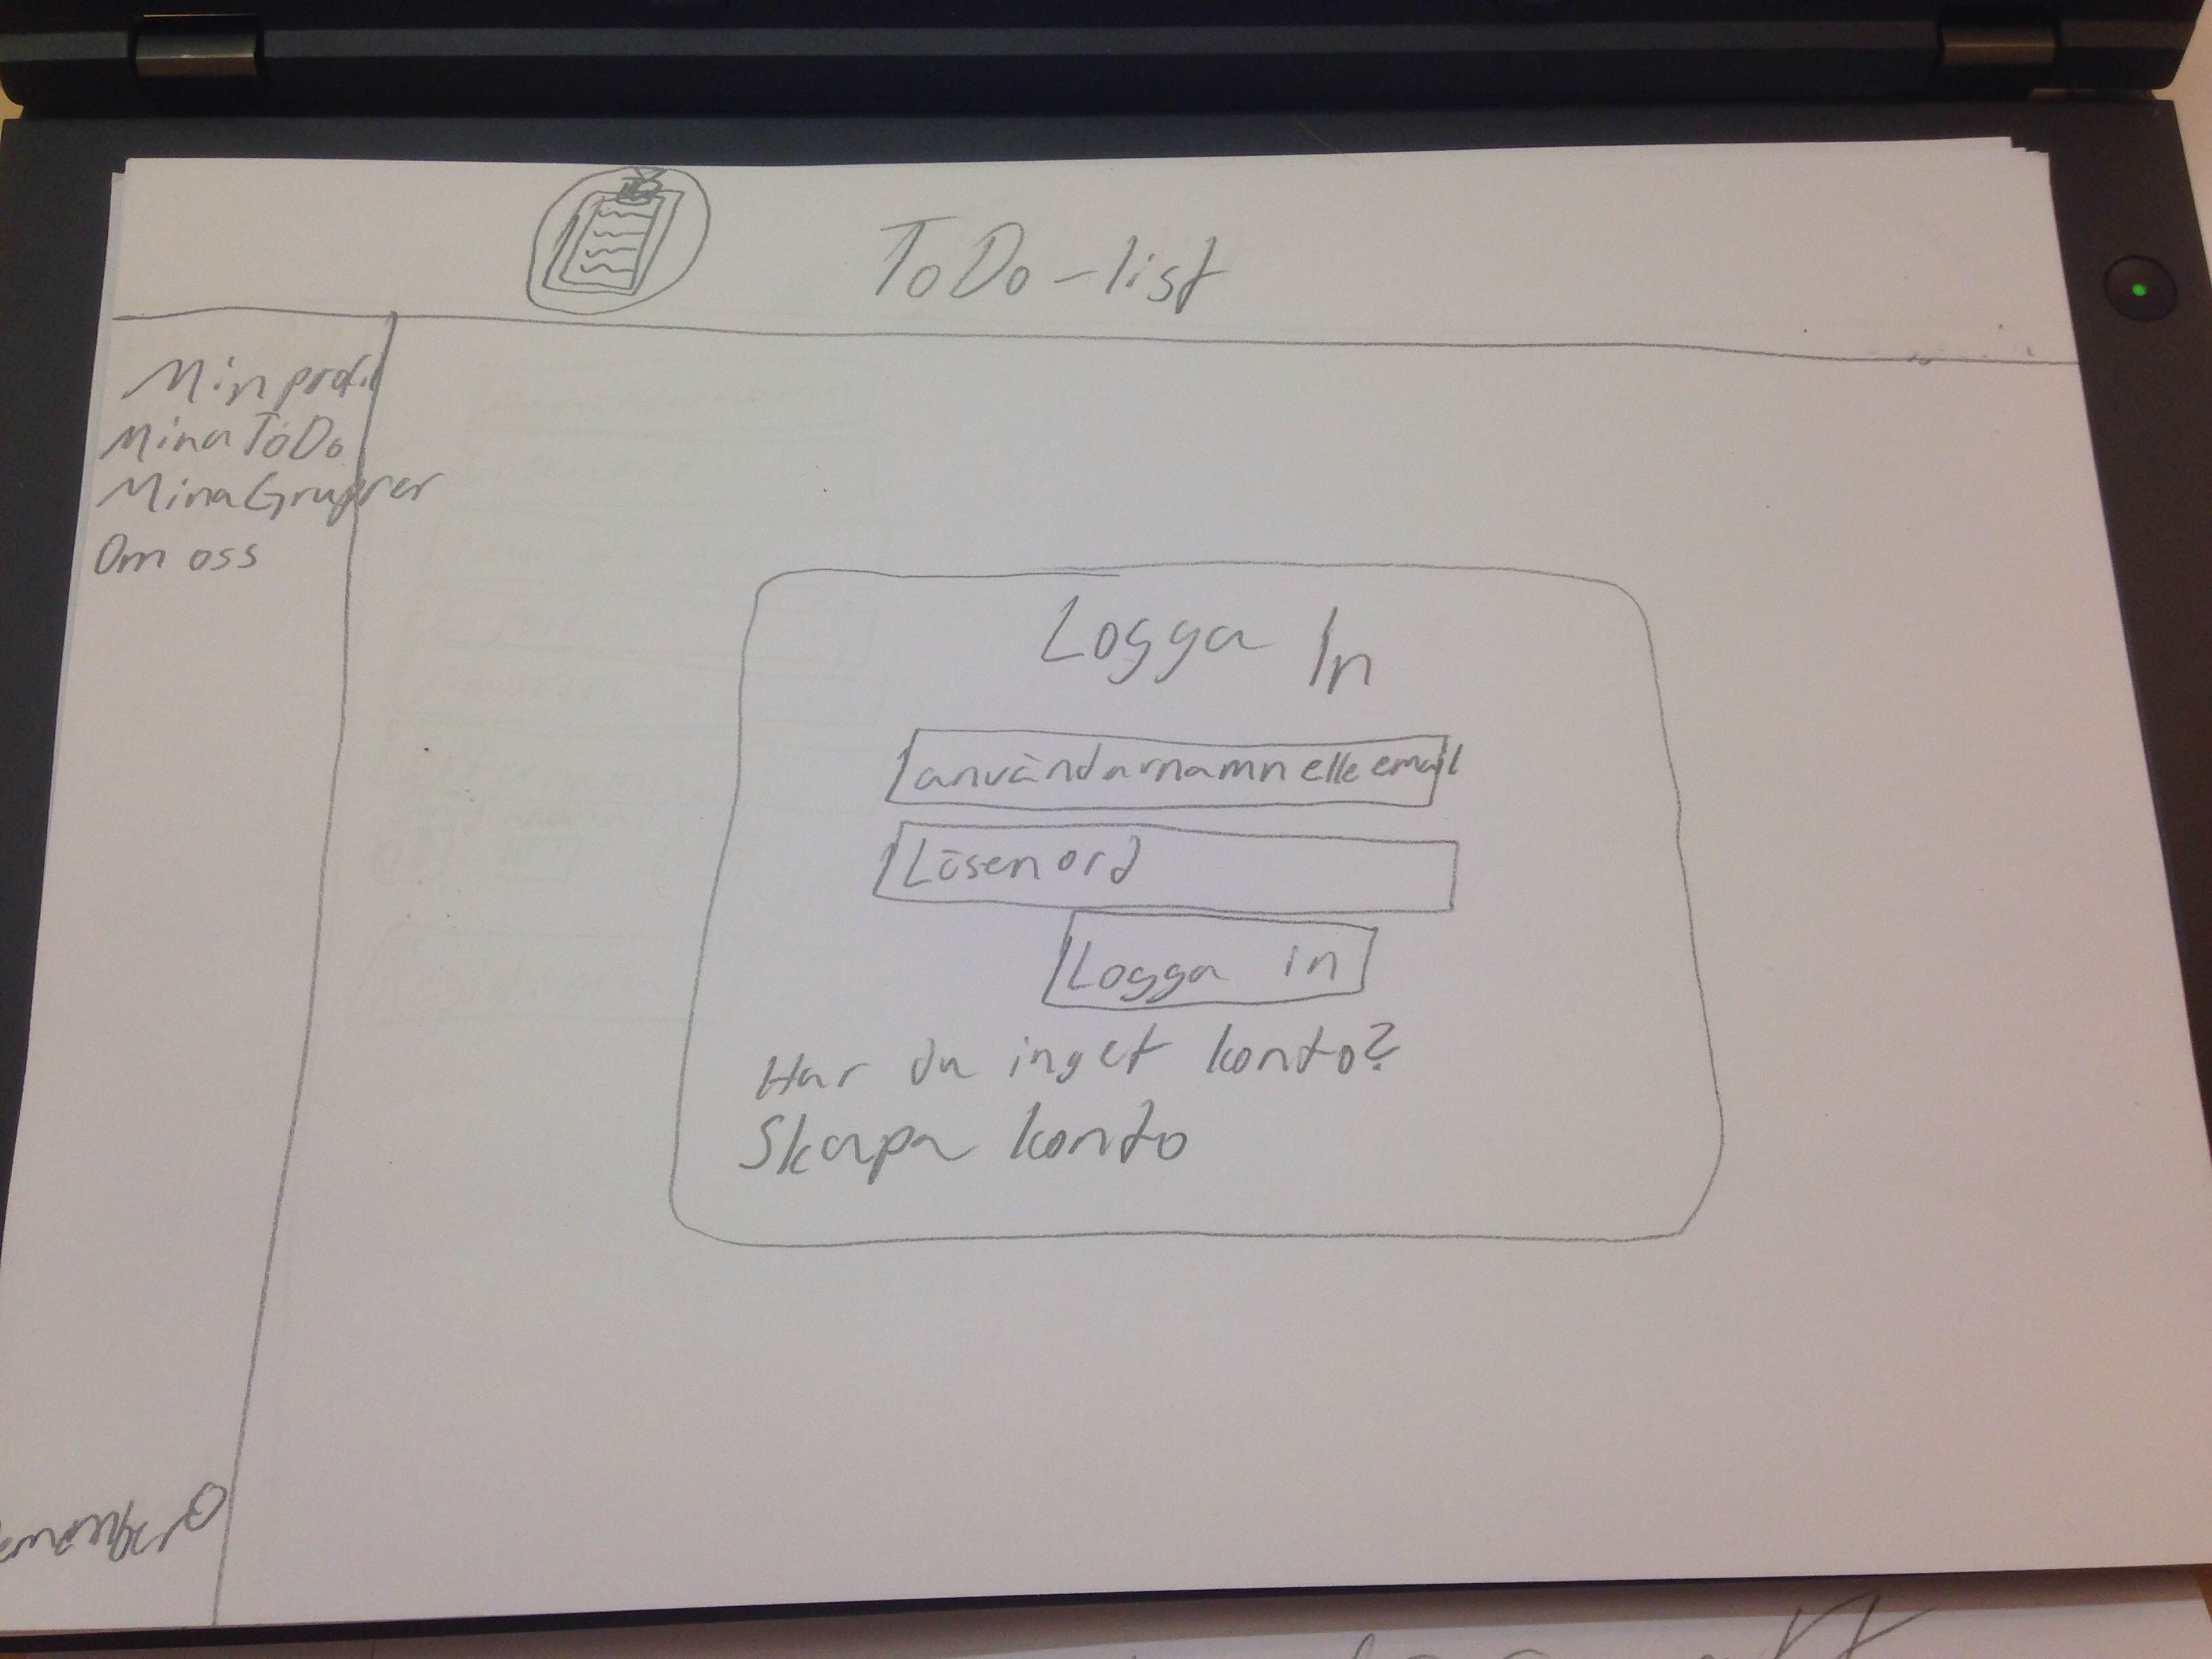 ToDo-list
Min profil
Mina ToDo
Mina Grupper
Om oss
Logga In
användarnamn elle email
Lösenord
Logga in
Har du inget konto?
Skapa konto